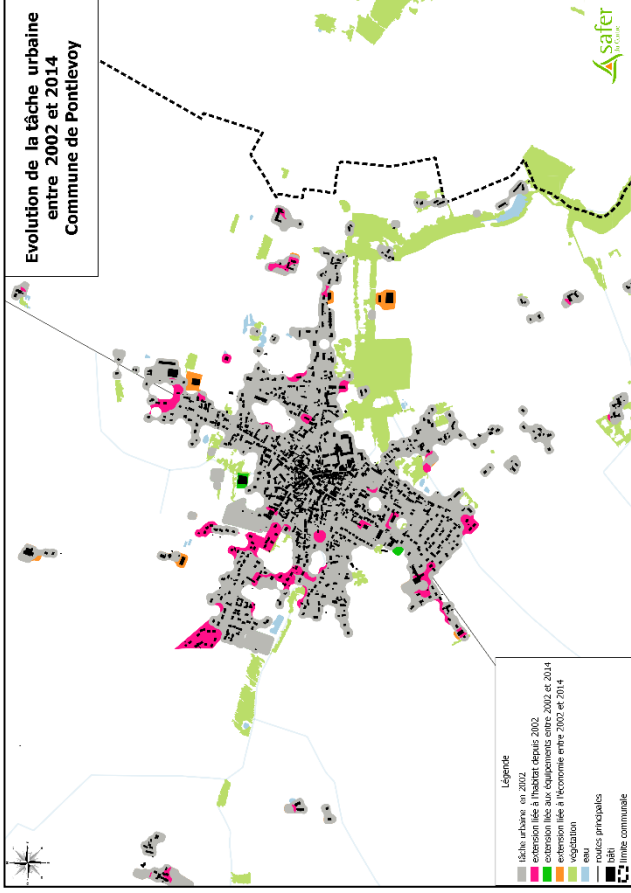 Evolution de la tâche urbaine
entre 2002 et 2014
Commune de Pontlevoy
safer
du Centre
Légende
tâche urbaine en 2002
extension liée à l'habitat depuis 2002
extension liée aux équipements entre 2002 et 2014
extension liée à l'économie entre 2002 et 2014
végétation
eau
routes principales
bâti
limite communale